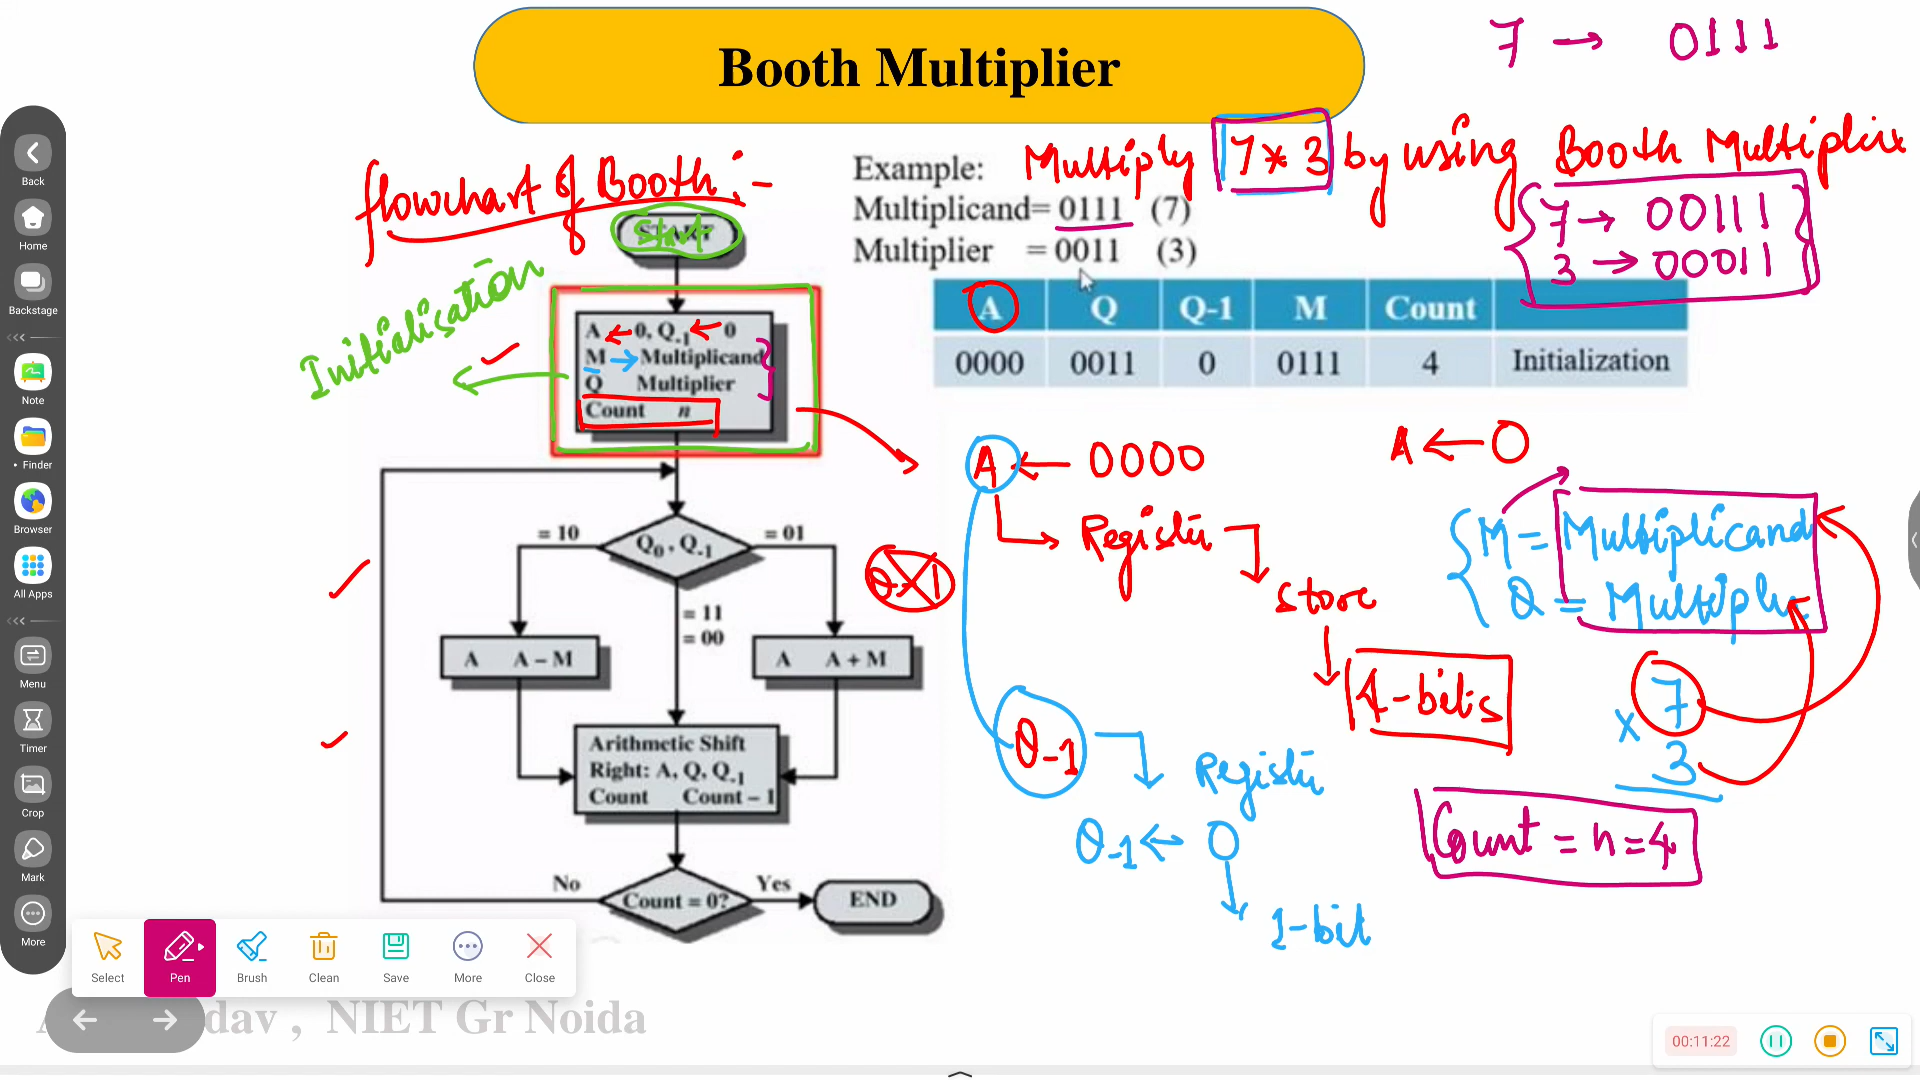 Booth Multiplier
7 → 0111
Multiply 7 * 3 by using Booth Multiplier
flowchart of Booth :-
Example:
Multiplicand= 0111 (7)
Multiplier = 0011 (3)
7 → 00111
3 → 00011
Start
Initialisation
A ← 0, Q-1 ← 0
M → Multiplicand
Q Multiplier
Count n
A Q Q-1 M Count
0000 0011 0 0111 4 Initialization
A ← 0000
A ← 0
Register
store
4-bits
M = Multiplicand
Q =
7
x 3
Count = n = 4
Q-1
Register
Q-1 ← 0
1-bit
= 10
Q0, Q-1
= 01
= 11
= 00
A A – M
A A + M
Arithmetic Shift
Right: A, Q, Q-1
Count Count – 1
No
Count = 0?
Yes
END
dav , NIET Gr Noida
Back
Home
Backstage
Note
Finder
Browser
All Apps
Menu
Timer
Crop
Mark
More
Select
Pen
Brush
Clean
Save
More
Close
00:11:22